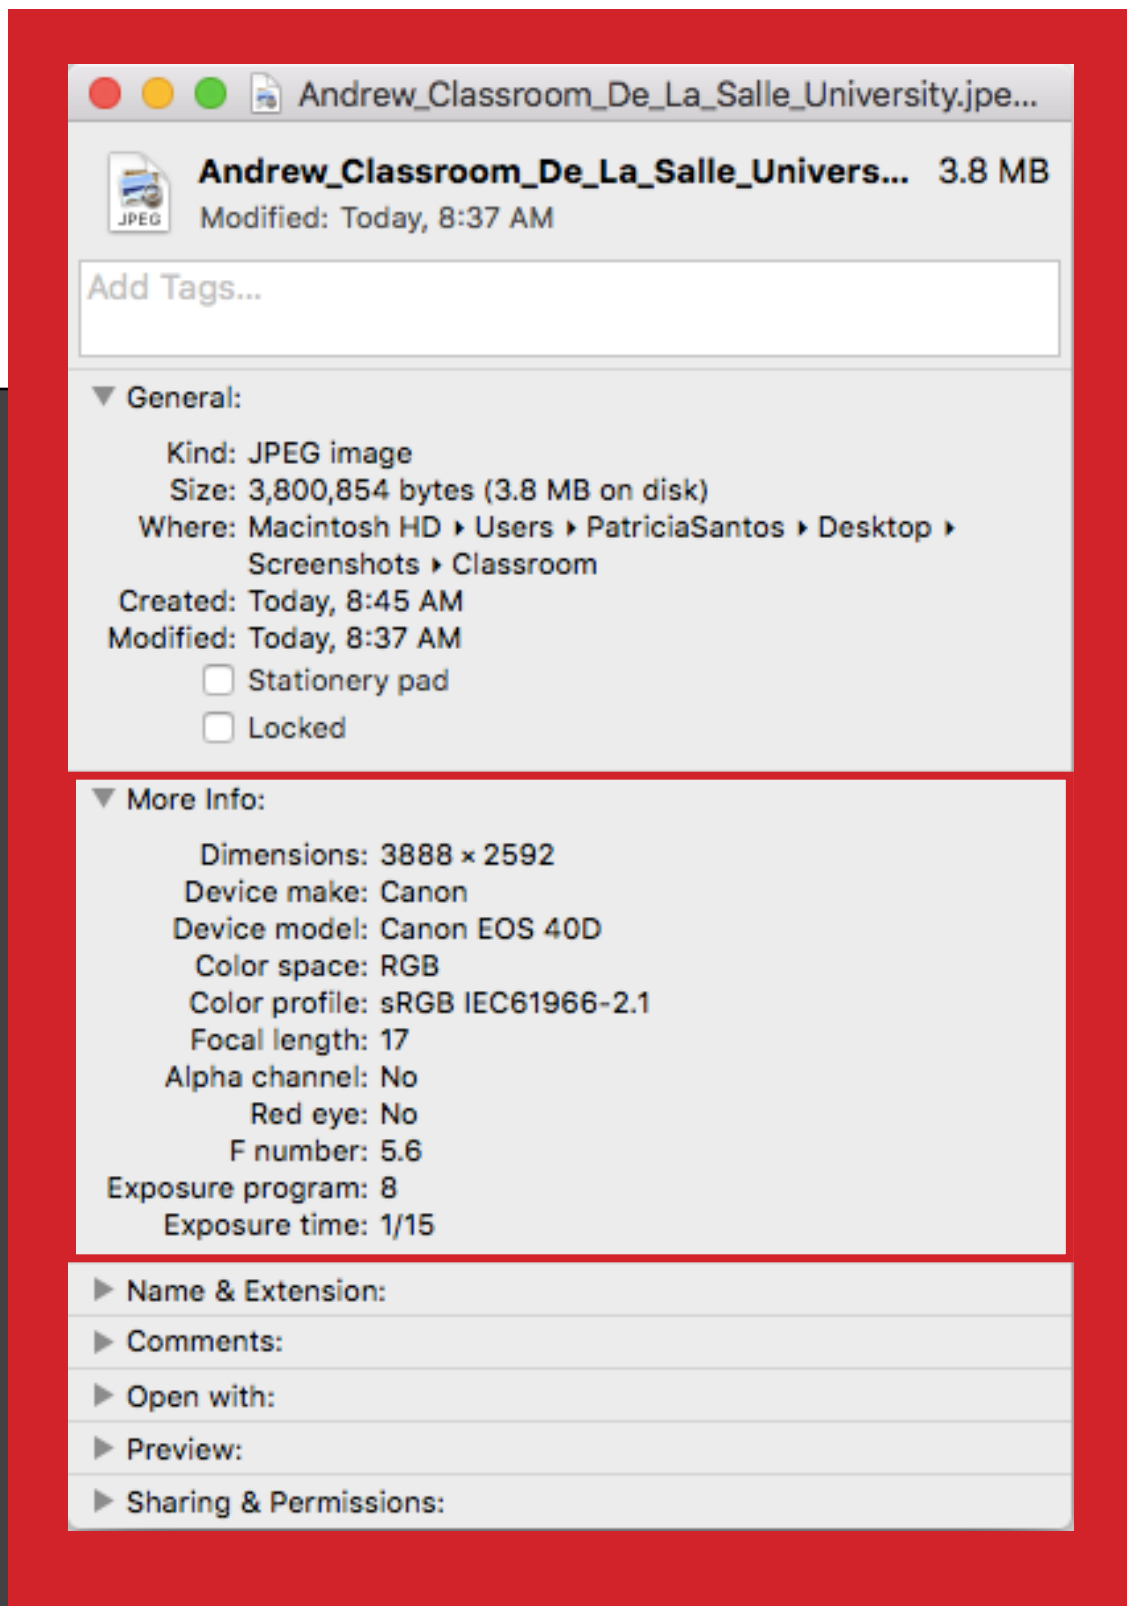 Andrew_Classroom_De_La_Salle_University.jpe...
Andrew_Classroom_De_La_Salle_Univers... 3.8 MB
JPEG
Modified: Today, 8:37 AM
Add Tags...
General:
Kind: JPEG image
Size: 3,800,854 bytes (3.8 MB on disk)
Where: Macintosh HD ▸ Users ▸ PatriciaSantos ▸ Desktop ▸
Screenshots ▸ Classroom
Created: Today, 8:45 AM
Modified: Today, 8:37 AM
Stationery pad
Locked
More Info:
Dimensions: 3888 × 2592
Device make: Canon
Device model: Canon EOS 40D
Color space: RGB
Color profile: sRGB IEC61966-2.1
Focal length: 17
Alpha channel: No
Red eye: No
F number: 5.6
Exposure program: 8
Exposure time: 1/15
Name & Extension:
Comments:
Open with:
Preview:
Sharing & Permissions: